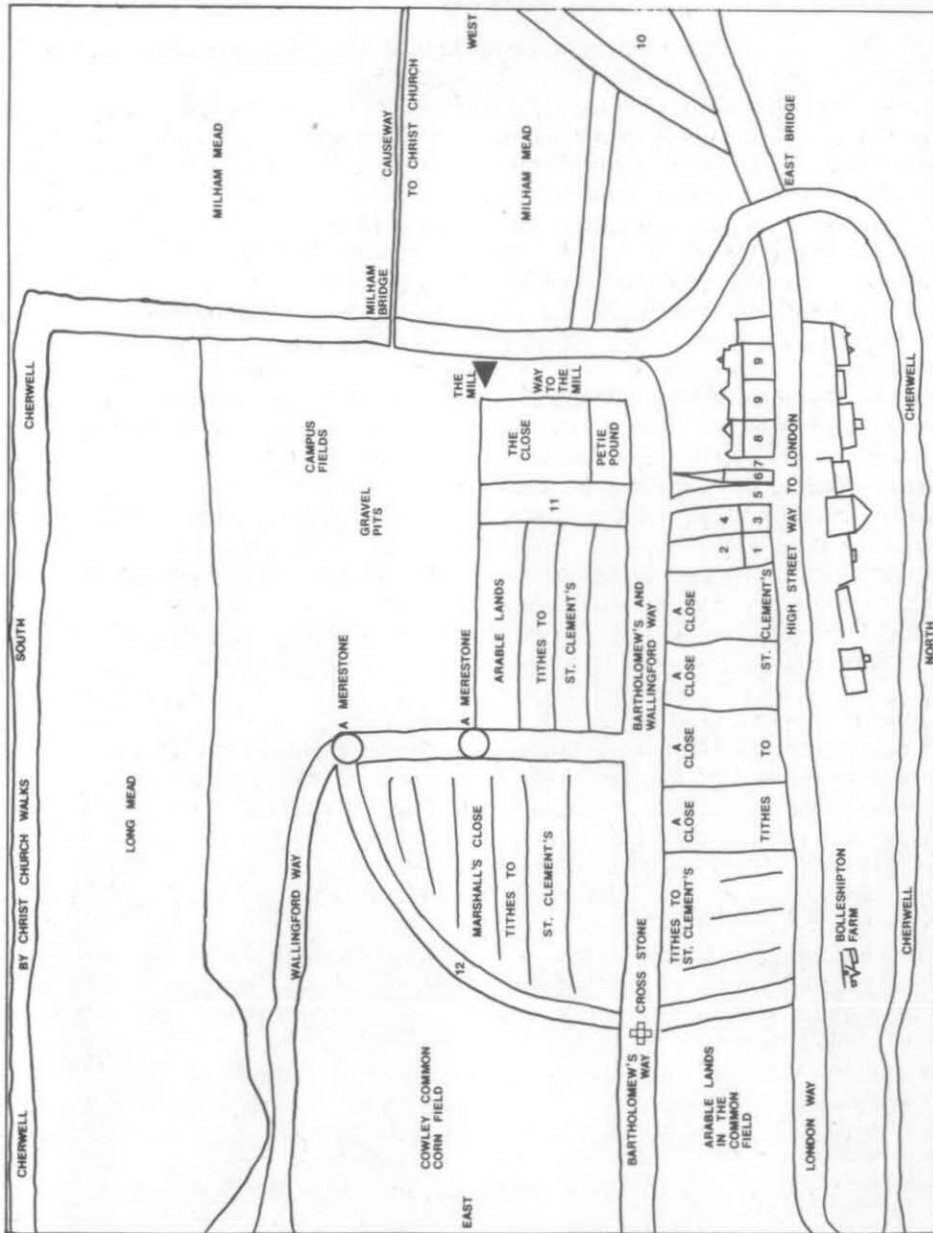 CHERWELL
BY CHRIST CHURCH WALKS
SOUTH
CHERWELL
LONG MEAD
MILHAM MEAD
WALLINGFORD WAY
A MERESTONE
CAMPUS
FIELDS
GRAVEL
PITS
MILHAM
BRIDGE
CAUSEWAY
TO CHRIST CHURCH
COWLEY COMMON
CORN FIELD
EAST
12
MARSHALL'S CLOSE
TITHES TO
ST. CLEMENT'S
A MERESTONE
ARABLE LANDS
TITHES TO
ST. CLEMENT'S
11
THE
CLOSE
PETIE
POUND
THE
MILL
WAY
TO
THE
MILL
WEST
MILHAM MEAD
10
BARTHOLOMEW'S
WAY
CROSS STONE
BARTHOLOMEW'S AND
WALLINGFORD WAY
ARABLE LANDS
IN THE
COMMON
FIELD
TITHES TO
ST. CLEMENT'S
A
CLOSE
A
CLOSE
A
CLOSE
A
CLOSE
TITHES TO ST. CLEMENT'S
2
4
1
3
5
6
7
8
9
9
EAST BRIDGE
LONDON WAY
HIGH STREET WAY TO LONDON
BOLLESHIPTON
FARM
CHERWELL
CHERWELL
NORTH